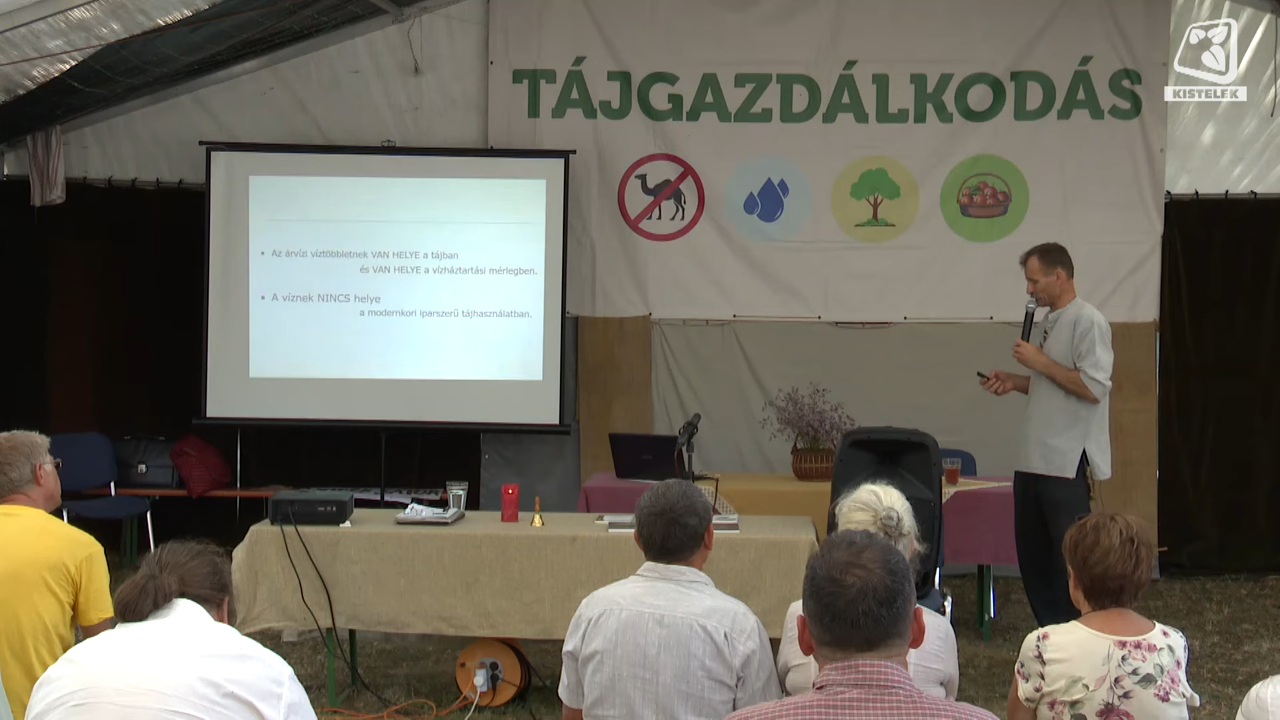 TÁJGAZDÁLKODÁS
KISTELEK
• Az árvízi víztöbbletnek VAN HELYE a tájban
és VAN HELYE a vízháztartási mérlegben.
• A víznek NINCS helye
a modernkori iparszerű tájhasználatban.